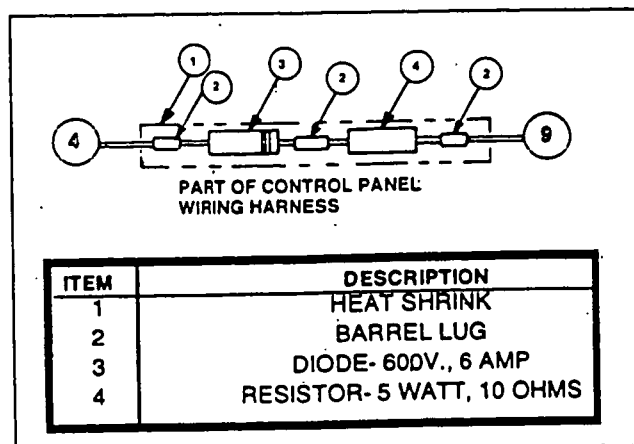 1 2 3 2 4 2
4 9
PART OF CONTROL PANEL
WIRING HARNESS
ITEM DESCRIPTION
1 HEAT SHRINK
2 BARREL LUG
3 DIODE- 600V., 6 AMP
4 RESISTOR- 5 WATT, 10 OHMS